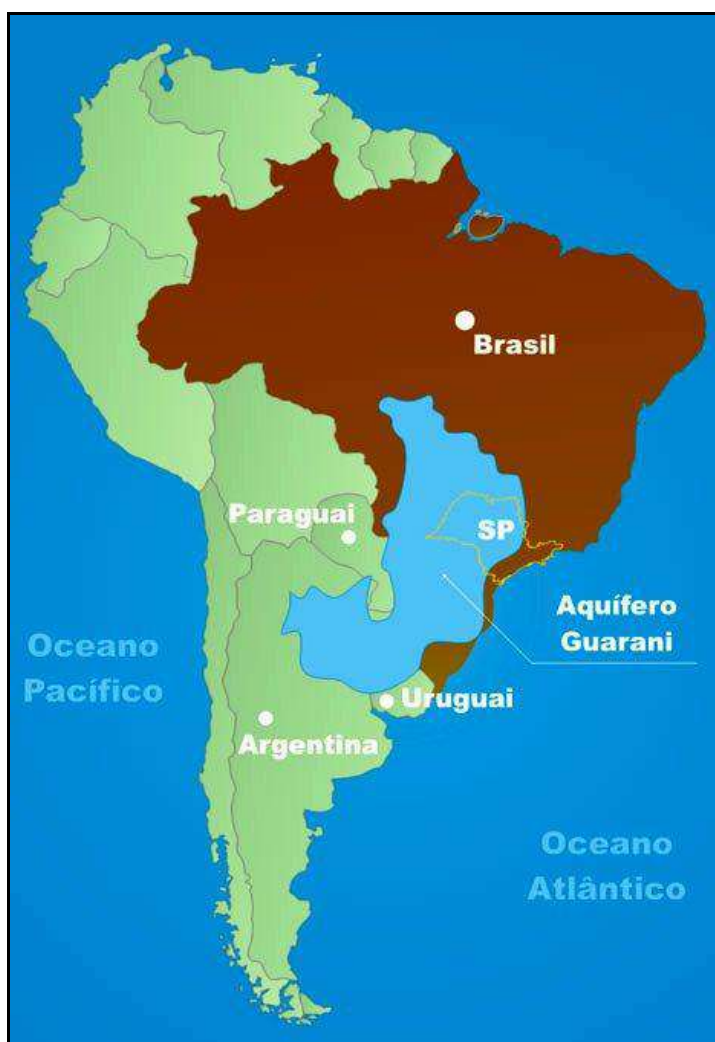 Brasil
Paraguai
SP
Aquífero
Guarani
Oceano
Pacífico
Uruguai
Argentina
Oceano
Atlântico